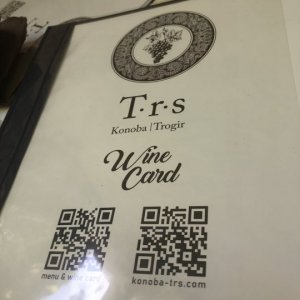 T·r·s
Konoba | Trogir
Wine
Card
menu & wine card
konoba-trs.com